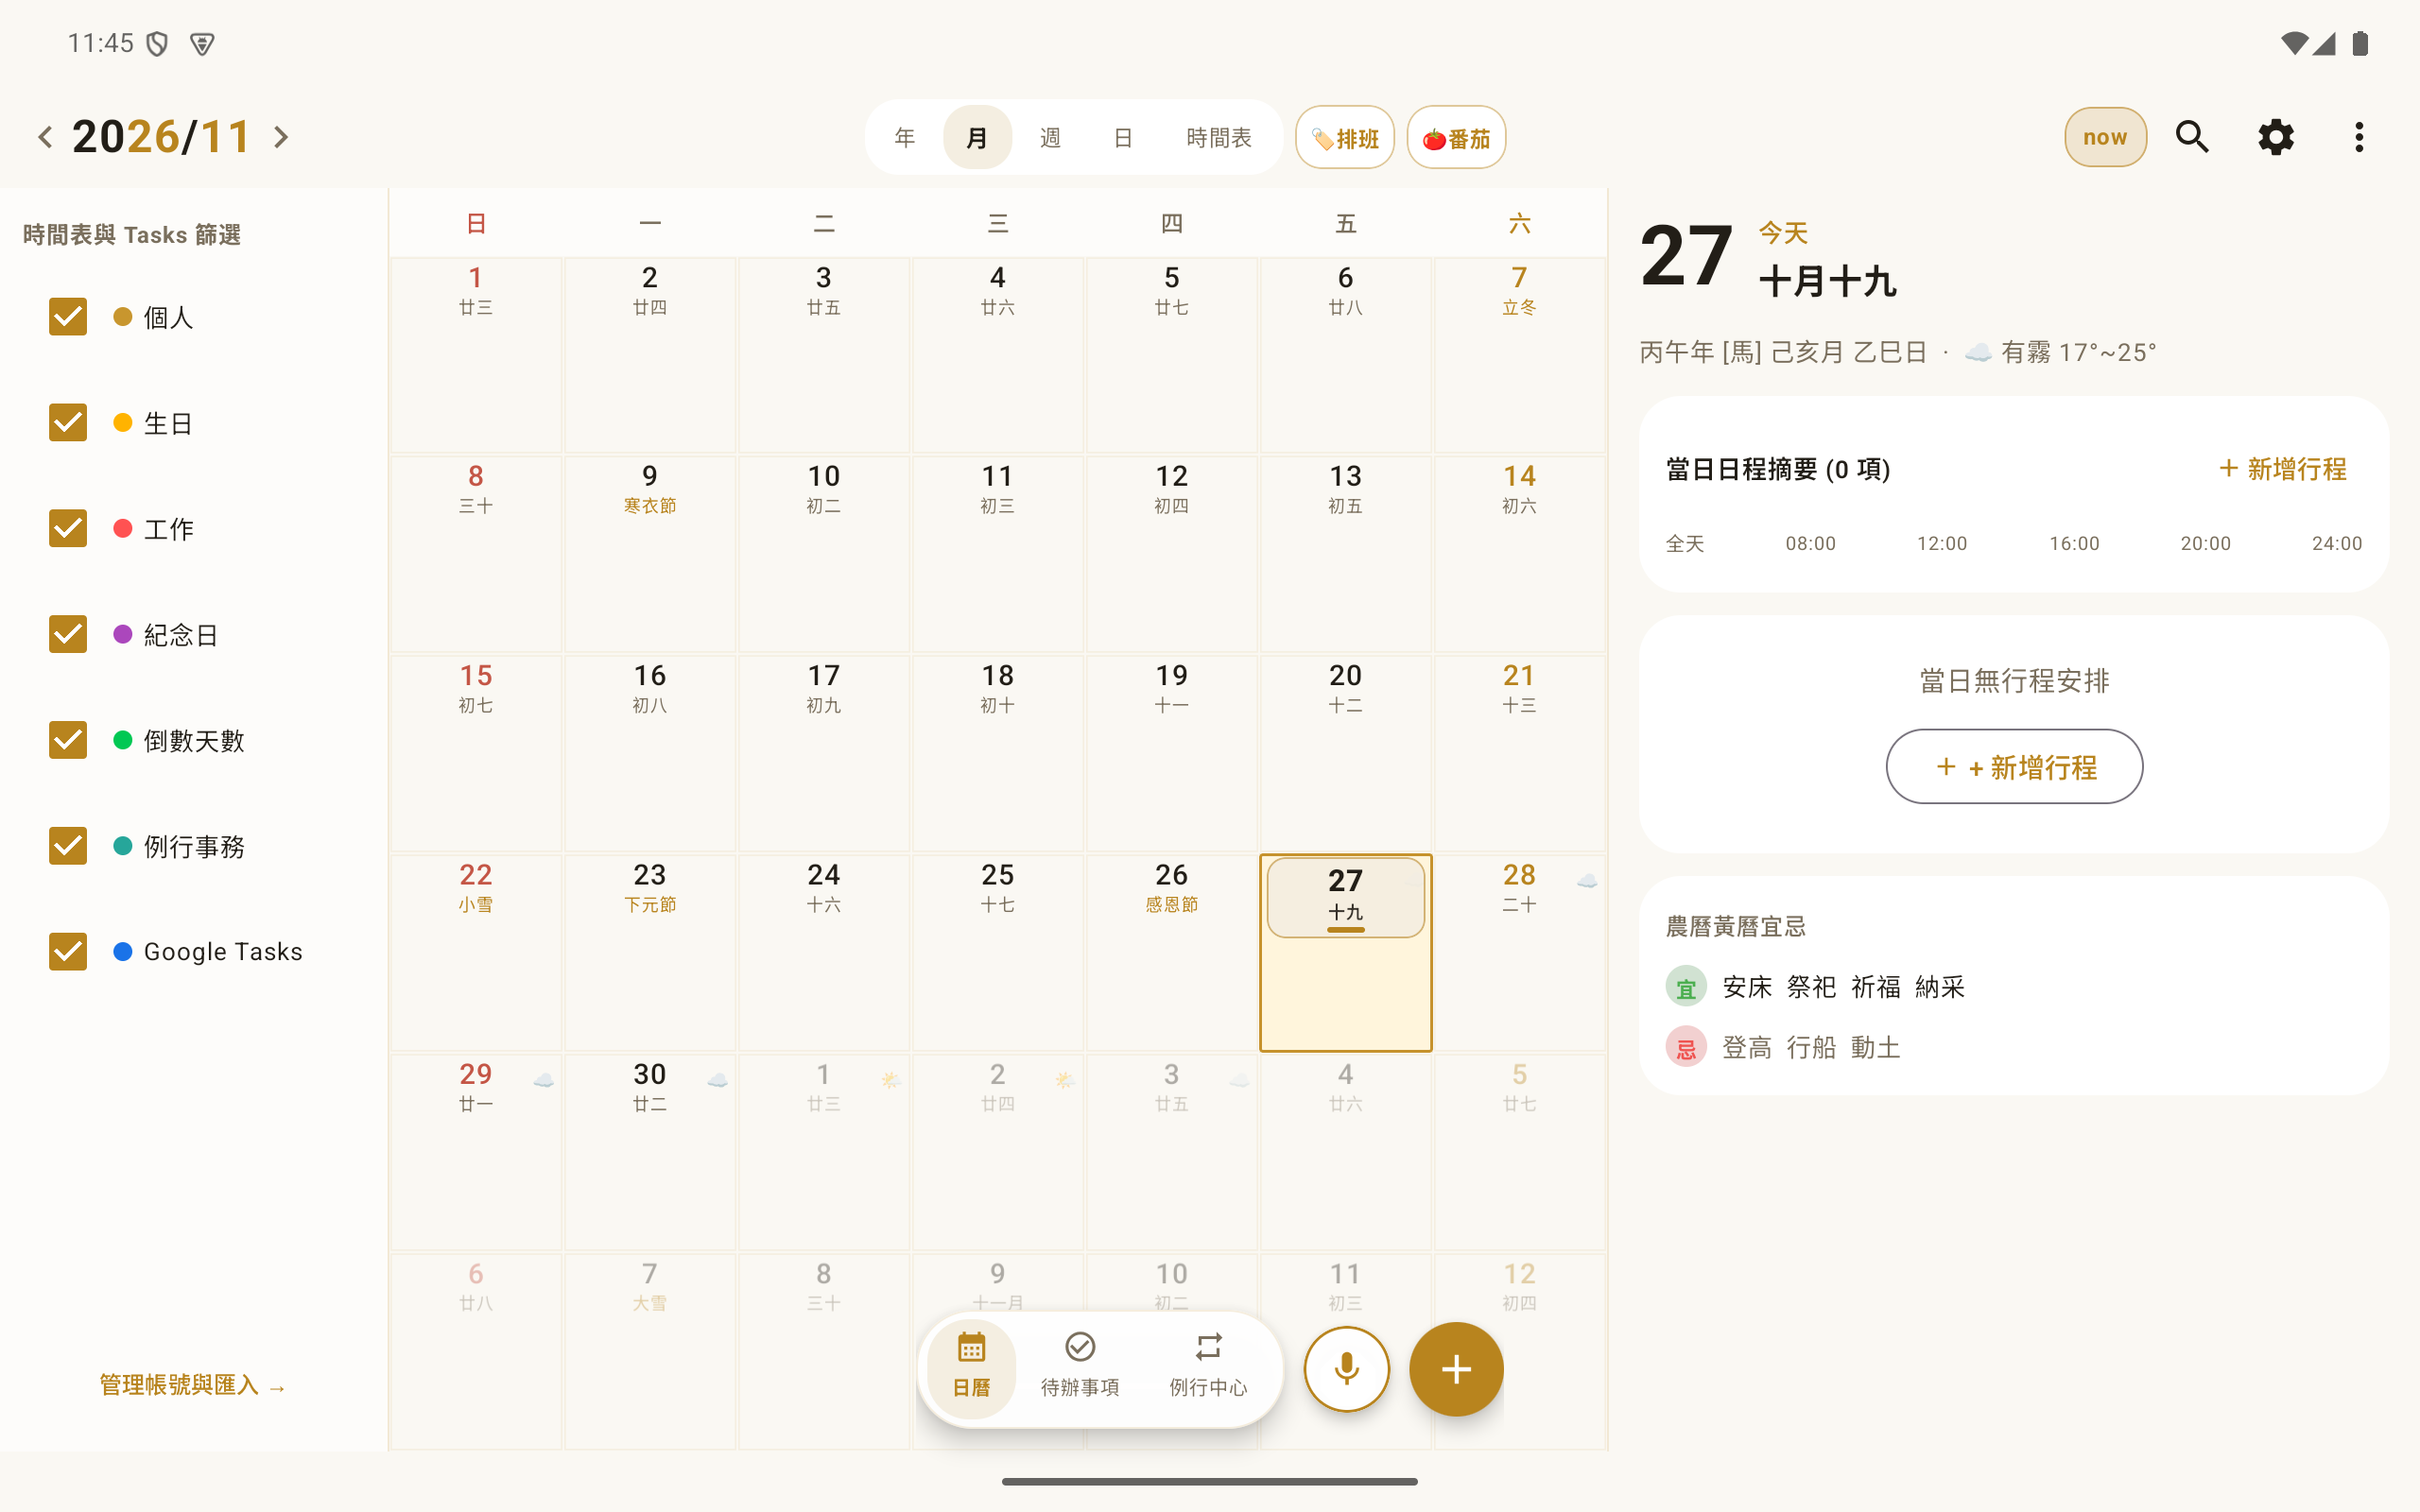 11:45
2026/11
年 月 週 日 時間表
🏷️排班
🍅番茄
now
時間表與 Tasks 篩選
個人
生日
工作
紀念日
倒數天數
例行事務
Google Tasks
管理帳號與匯入 →
日 一 二 三 四 五 六
1 2 3 4 5 6 7
廿三 廿四 廿五 廿六 廿七 廿八 立冬
8 9 10 11 12 13 14
三十 寒衣節 初二 初三 初四 初五 初六
15 16 17 18 19 20 21
初七 初八 初九 初十 十一 十二 十三
22 23 24 25 26 27 28
小雪 下元節 十六 十七 感恩節 十九 二十
29 30 1 2 3 4 5
廿一 廿二 廿三 廿四 廿五 廿六 廿七
6 7 8 9 10 11 12
廿八 大雪 三十 十一月 初二 初三 初四
日曆 待辦事項 例行中心
27
今天
十月十九
丙午年 [馬] 己亥月 乙巳日 · ☁️ 有霧 17°~25°
當日日程摘要 (0 項)
+ 新增行程
全天 08:00 12:00 16:00 20:00 24:00
當日無行程安排
+ + 新增行程
農曆黃曆宜忌
宜 安床 祭祀 祈福 納采
忌 登高 行船 動土